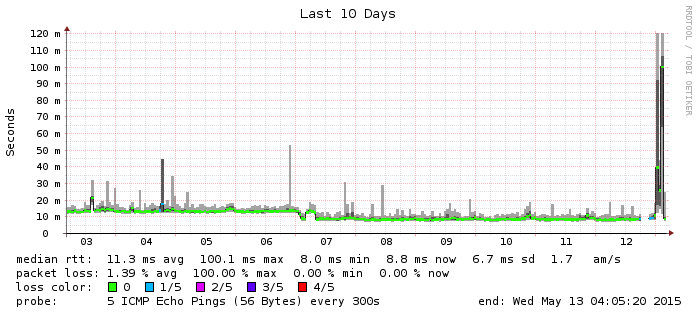 Last 10 Days
RRDTOOL / TOBI OETIKER
Seconds
120 m
110 m
100 m
90 m
80 m
70 m
60 m
50 m
40 m
30 m
20 m
10 m
0
03 04 05 06 07 08 09 10 11 12
median rtt: 11.3 ms avg 100.1 ms max 8.0 ms min 8.8 ms now 6.7 ms sd 1.7 am/s
packet loss: 1.39 % avg 100.00 % max 0.00 % min 0.00 % now
loss color: 0 1/5 2/5 3/5 4/5
probe: 5 ICMP Echo Pings (56 Bytes) every 300s end: Wed May 13 04:05:20 2015